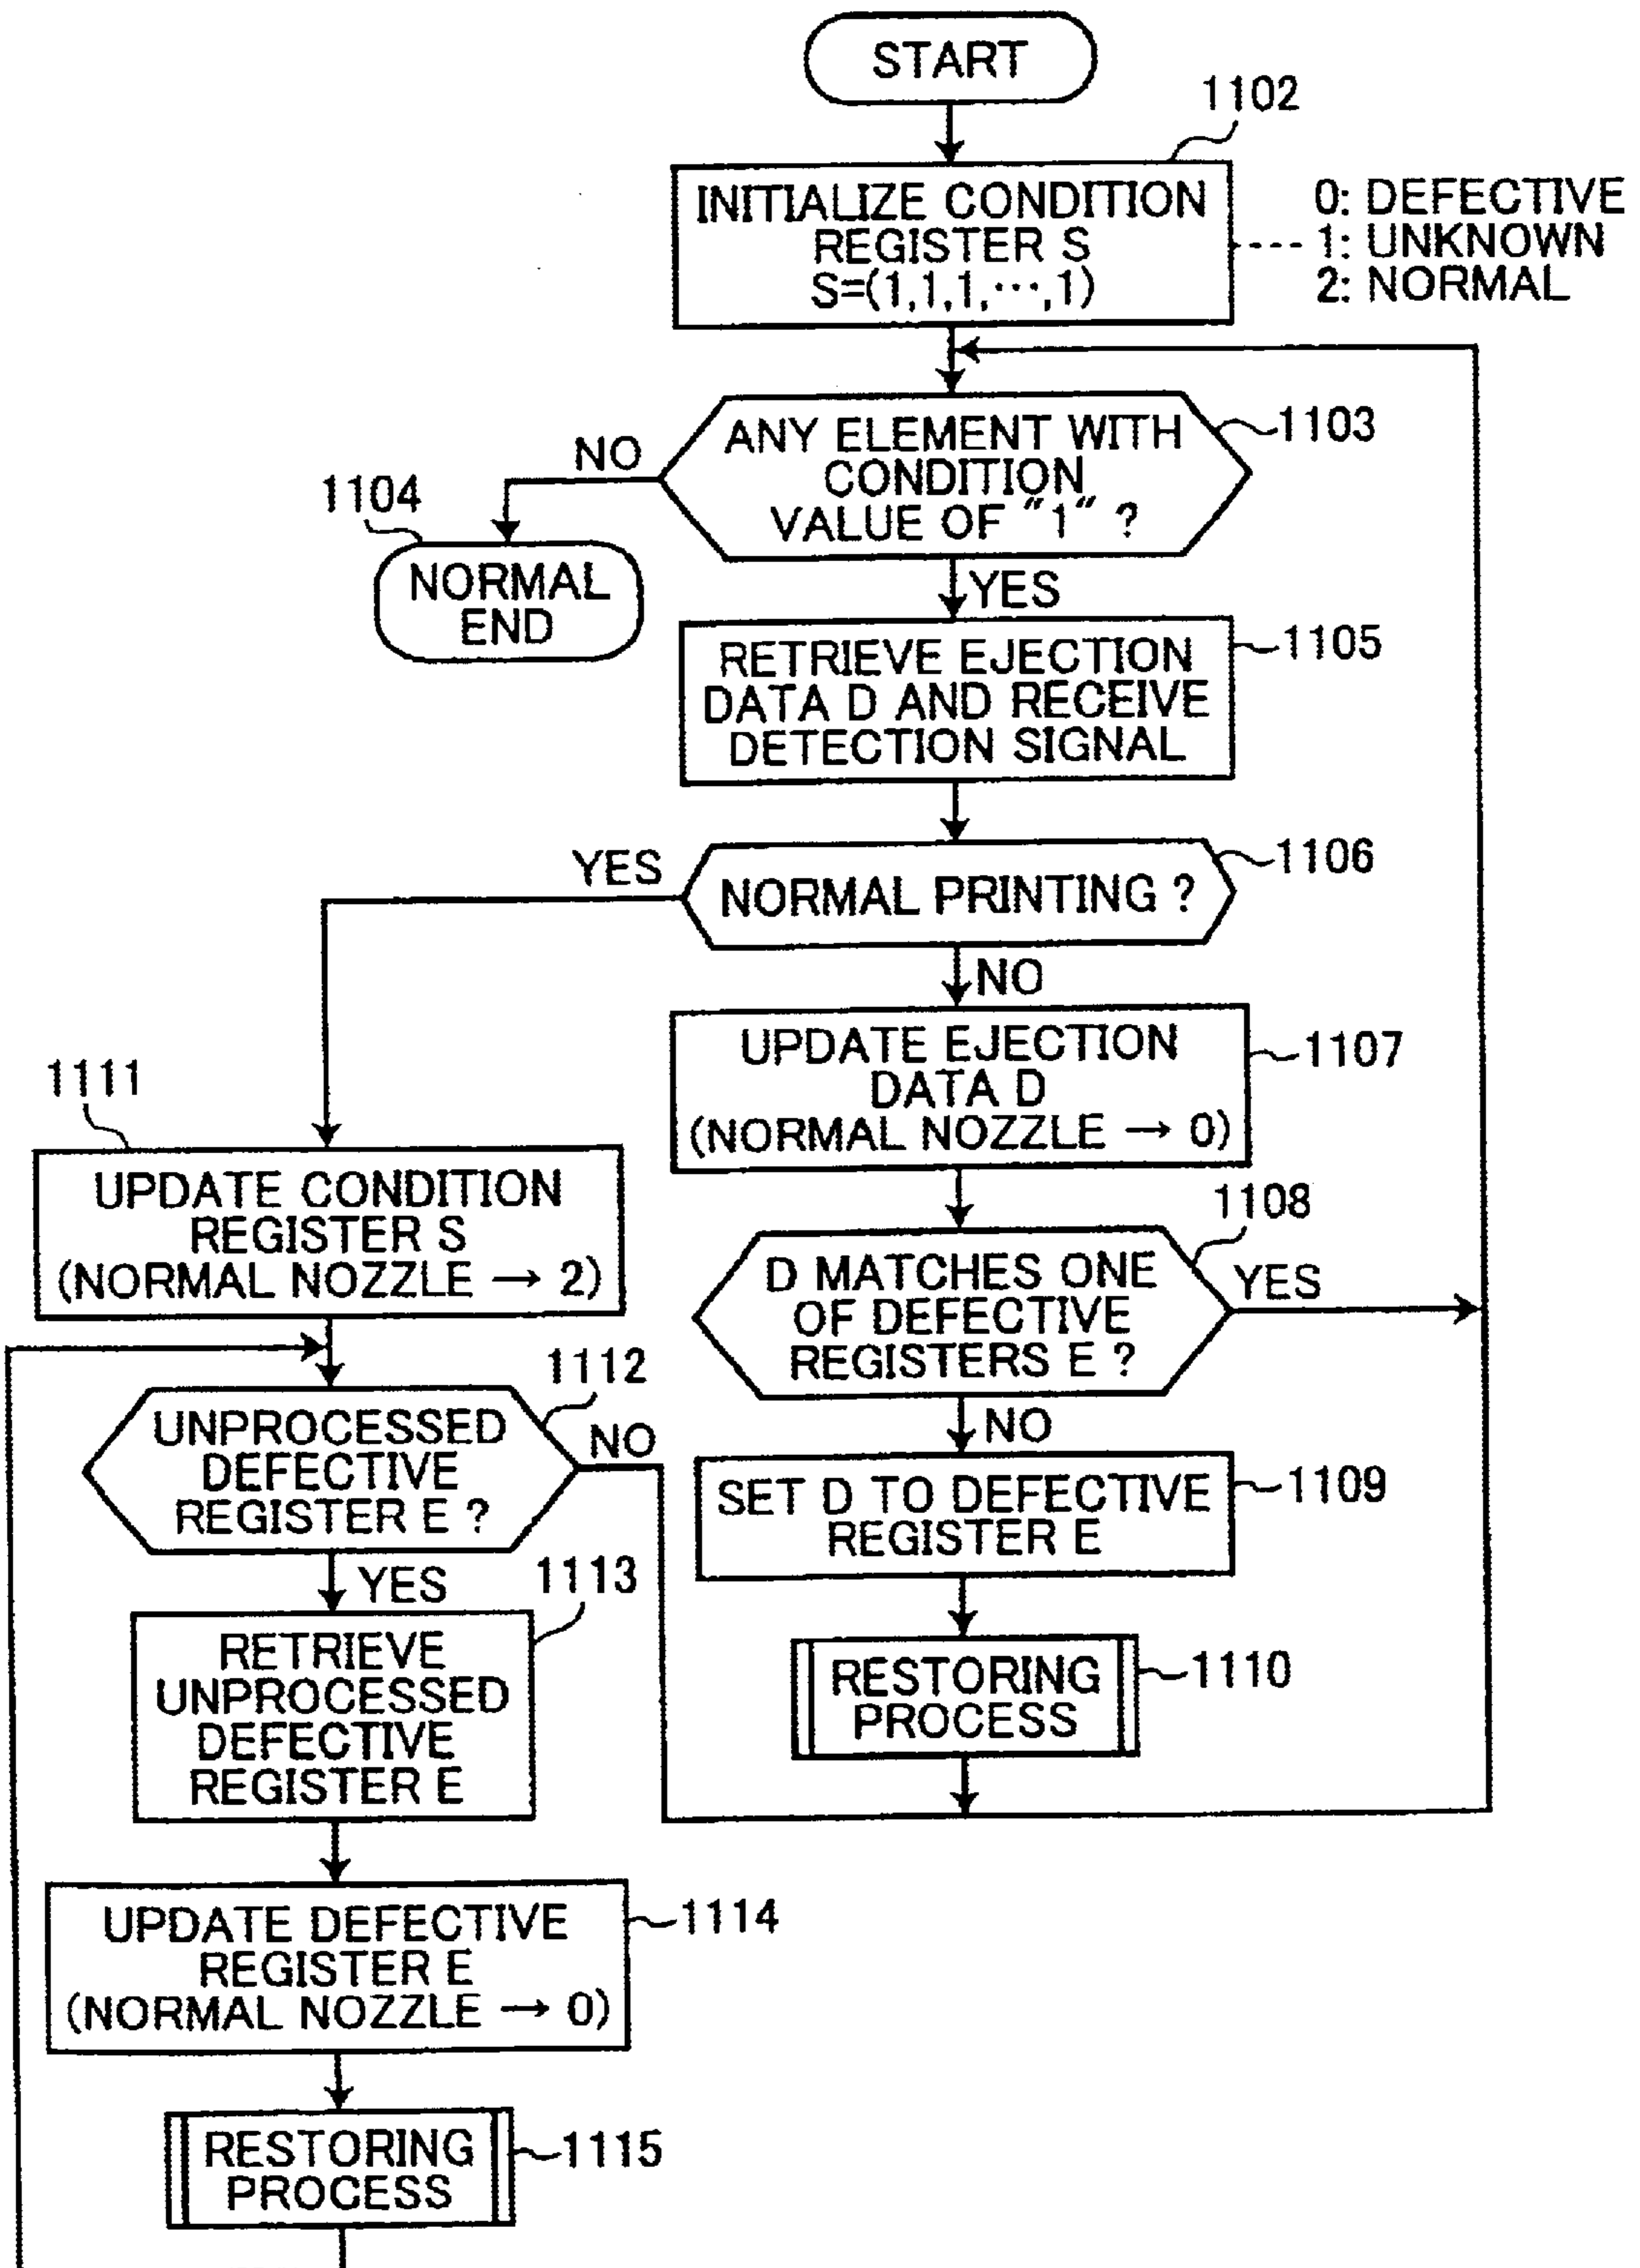 START
1102
INITIALIZE CONDITION
REGISTER S
S=(1,1,1,⋯,1)
0: DEFECTIVE
1: UNKNOWN
2: NORMAL
1103
ANY ELEMENT WITH
CONDITION
VALUE OF "1" ?
NO
1104
NORMAL
END
YES
1105
RETRIEVE EJECTION
DATA D AND RECEIVE
DETECTION SIGNAL
1106
NORMAL PRINTING ?
YES
NO
1107
UPDATE EJECTION
DATA D
(NORMAL NOZZLE → 0)
1111
UPDATE CONDITION
REGISTER S
(NORMAL NOZZLE → 2)
1108
D MATCHES ONE
OF DEFECTIVE
REGISTERS E ?
YES
NO
1112
UNPROCESSED
DEFECTIVE
REGISTER E ?
NO
YES
1109
SET D TO DEFECTIVE
REGISTER E
1113
RETRIEVE
UNPROCESSED
DEFECTIVE
REGISTER E
1110
RESTORING
PROCESS
1114
UPDATE DEFECTIVE
REGISTER E
(NORMAL NOZZLE → 0)
1115
RESTORING
PROCESS